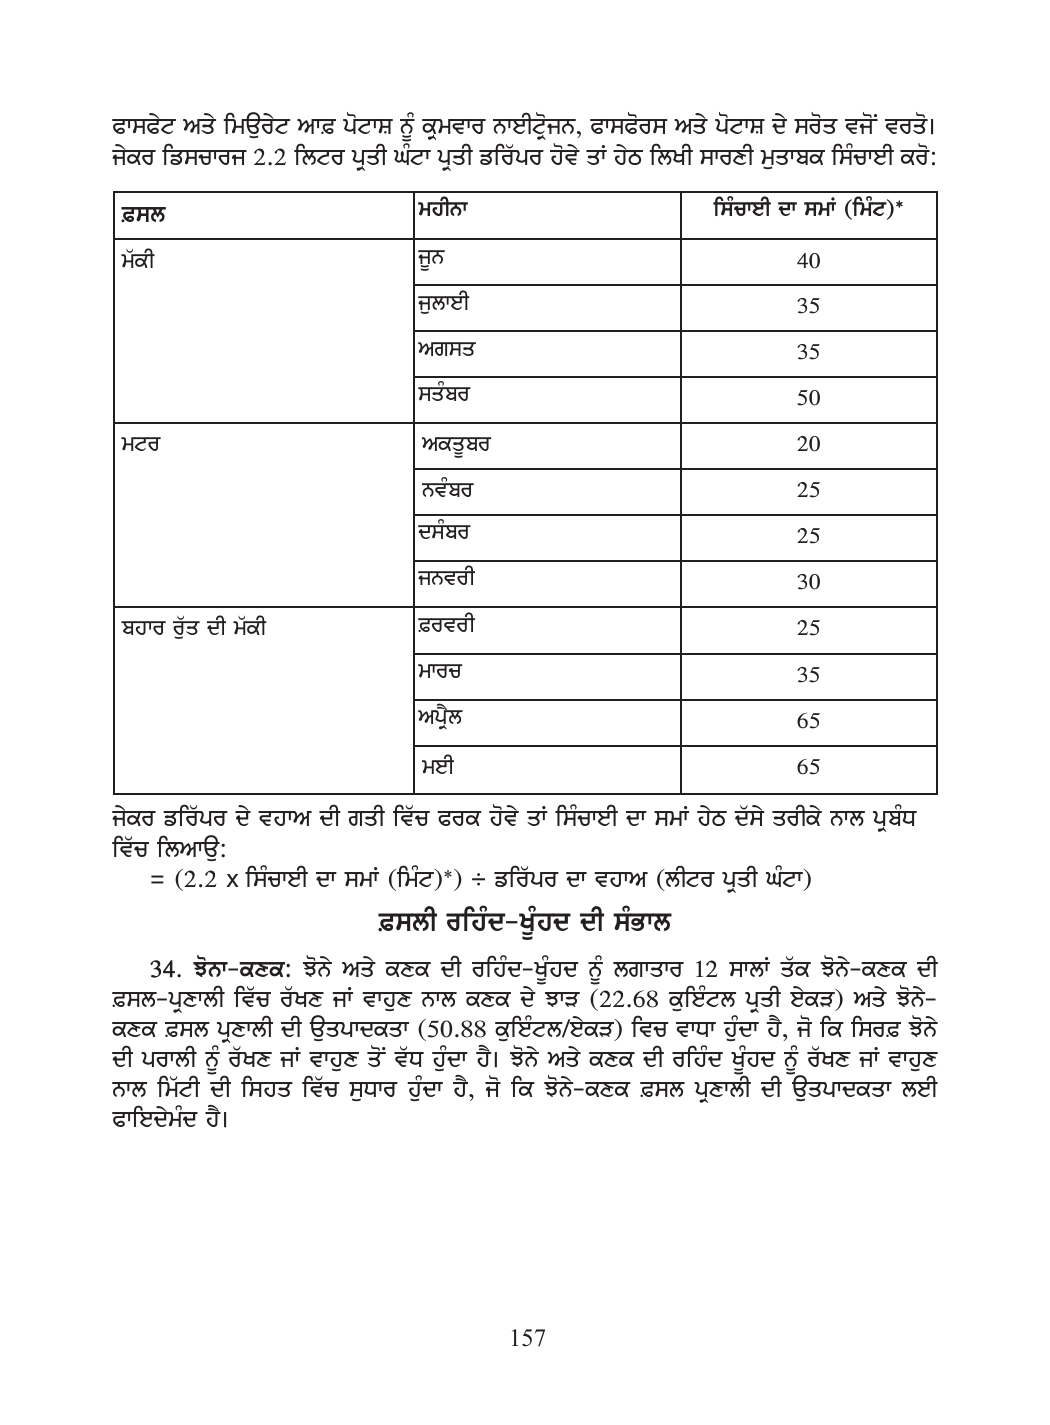 ਫਾਸਫੇਟ ਅਤੇ ਮਿਉਰੇਟ ਆਫ਼ ਪੋਟਾਸ਼ ਨੂੰ ਕ੍ਰਮਵਾਰ ਨਾਈਟ੍ਰੋਜਨ, ਫਾਸਫੋਰਸ ਅਤੇ ਪੋਟਾਸ਼ ਦੇ ਸਰੋਤ ਵਜੋਂ ਵਰਤੋ।
ਜੇਕਰ ਡਿਸਚਾਰਜ 2.2 ਲਿਟਰ ਪ੍ਰਤੀ ਘੰਟਾ ਪ੍ਰਤੀ ਡਰਿੱਪਰ ਹੋਵੇ ਤਾਂ ਹੇਠ ਲਿਖੀ ਸਾਰਣੀ ਮੁਤਾਬਕ ਸਿੰਚਾਈ ਕਰੋ:
ਫ਼ਸਲ ਮਹੀਨਾ ਸਿੰਚਾਈ ਦਾ ਸਮਾਂ (ਮਿੰਟ)*
ਮੱਕੀ ਜੂਨ 40
ਜੁਲਾਈ 35
ਅਗਸਤ 35
ਸਤੰਬਰ 50
ਮਟਰ ਅਕਤੂਬਰ 20
ਨਵੰਬਰ 25
ਦਸੰਬਰ 25
ਜਨਵਰੀ 30
ਬਹਾਰ ਰੁੱਤ ਦੀ ਮੱਕੀ ਫ਼ਰਵਰੀ 25
ਮਾਰਚ 35
ਅਪ੍ਰੈਲ 65
ਮਈ 65
ਜੇਕਰ ਡਰਿੱਪਰ ਦੇ ਵਹਾਅ ਦੀ ਗਤੀ ਵਿੱਚ ਫਰਕ ਹੋਵੇ ਤਾਂ ਸਿੰਚਾਈ ਦਾ ਸਮਾਂ ਹੇਠ ਦੱਸੇ ਤਰੀਕੇ ਨਾਲ ਪ੍ਰਬੰਧ
ਵਿੱਚ ਲਿਆਉ:
= (2.2 x ਸਿੰਚਾਈ ਦਾ ਸਮਾਂ (ਮਿੰਟ)*) ÷ ਡਰਿੱਪਰ ਦਾ ਵਹਾਅ (ਲੀਟਰ ਪ੍ਰਤੀ ਘੰਟਾ)
ਫ਼ਸਲੀ ਰਹਿੰਦ-ਖੂੰਹਦ ਦੀ ਸੰਭਾਲ
34. ਝੋਨਾ-ਕਣਕ: ਝੋਨੇ ਅਤੇ ਕਣਕ ਦੀ ਰਹਿੰਦ-ਖੂੰਹਦ ਨੂੰ ਲਗਾਤਾਰ 12 ਸਾਲਾਂ ਤੱਕ ਝੋਨੇ-ਕਣਕ ਦੀ
ਫ਼ਸਲ-ਪ੍ਰਣਾਲੀ ਵਿੱਚ ਰੱਖਣ ਜਾਂ ਵਾਹੁਣ ਨਾਲ ਕਣਕ ਦੇ ਝਾੜ (22.68 ਕੁਇੰਟਲ ਪ੍ਰਤੀ ਏਕੜ) ਅਤੇ ਝੋਨੇ-
ਕਣਕ ਫ਼ਸਲ ਪ੍ਰਣਾਲੀ ਦੀ ਉਤਪਾਦਕਤਾ (50.88 ਕੁਇੰਟਲ/ਏਕੜ) ਵਿਚ ਵਾਧਾ ਹੁੰਦਾ ਹੈ, ਜੋ ਕਿ ਸਿਰਫ਼ ਝੋਨੇ
ਦੀ ਪਰਾਲੀ ਨੂੰ ਰੱਖਣ ਜਾਂ ਵਾਹੁਣ ਤੋਂ ਵੱਧ ਹੁੰਦਾ ਹੈ। ਝੋਨੇ ਅਤੇ ਕਣਕ ਦੀ ਰਹਿੰਦ ਖੂੰਹਦ ਨੂੰ ਰੱਖਣ ਜਾਂ ਵਾਹੁਣ
ਨਾਲ ਮਿੱਟੀ ਦੀ ਸਿਹਤ ਵਿੱਚ ਸੁਧਾਰ ਹੁੰਦਾ ਹੈ, ਜੋ ਕਿ ਝੋਨੇ-ਕਣਕ ਫ਼ਸਲ ਪ੍ਰਣਾਲੀ ਦੀ ਉਤਪਾਦਕਤਾ ਲਈ
ਫਾਇਦੇਮੰਦ ਹੈ।
157